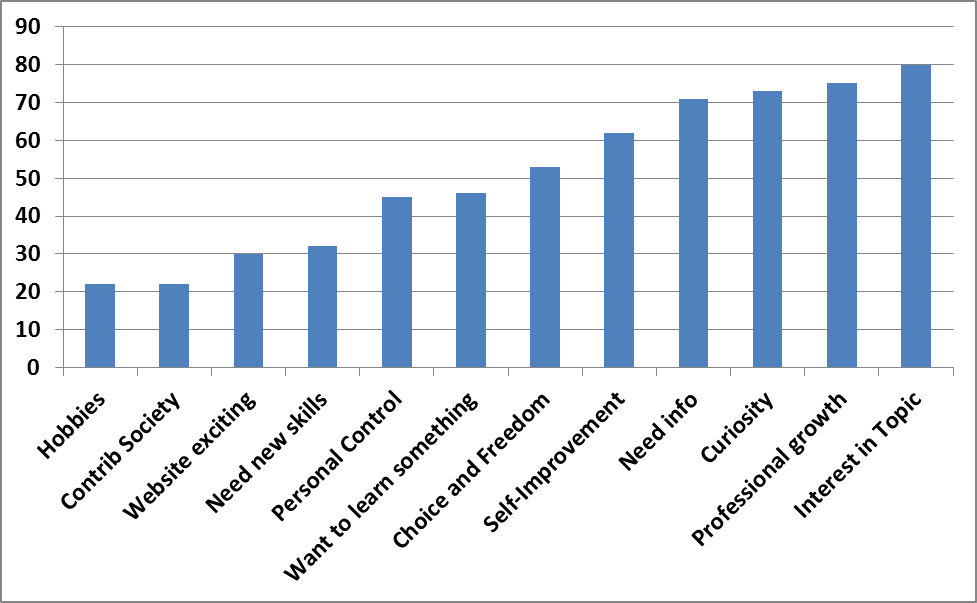 90
80
70
60
50
40
30
20
10
0
Hobbies
Contrib Society
Website exciting
Need new skills
Personal Control
Want to learn something
Choice and Freedom
Self-Improvement
Need info
Curiosity
Professional growth
Interest in Topic